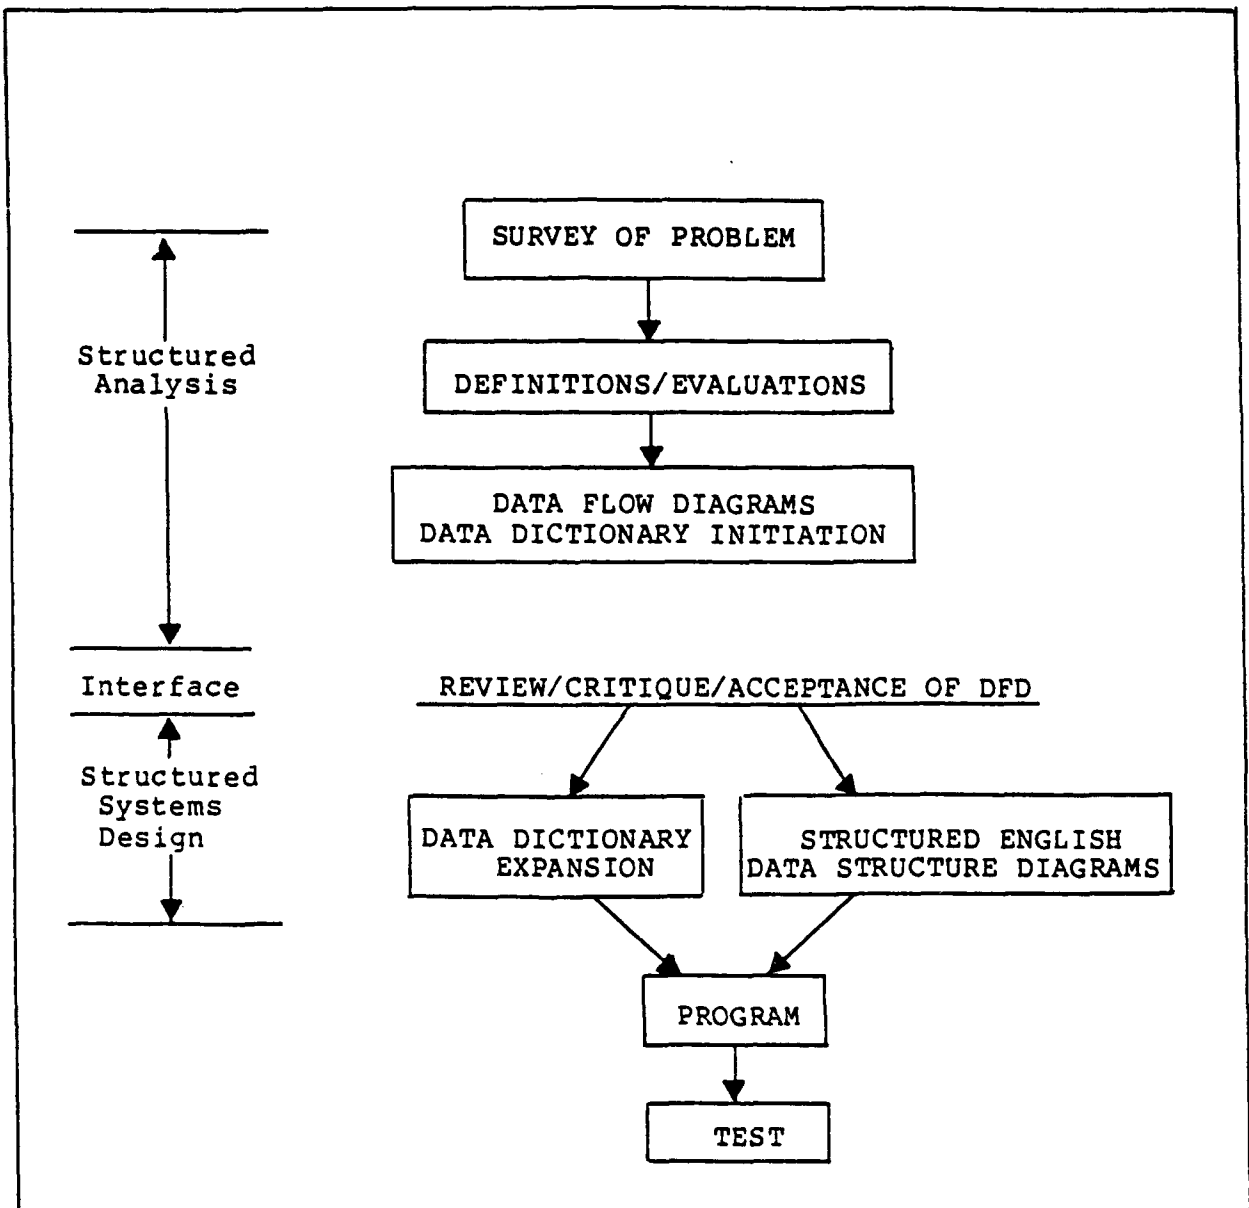 SURVEY OF PROBLEM
Structured
Analysis
DEFINITIONS/EVALUATIONS
DATA FLOW DIAGRAMS
DATA DICTIONARY INITIATION
Interface
REVIEW/CRITIQUE/ACCEPTANCE OF DFD
Structured
Systems
Design
DATA DICTIONARY
EXPANSION
STRUCTURED ENGLISH
DATA STRUCTURE DIAGRAMS
PROGRAM
TEST